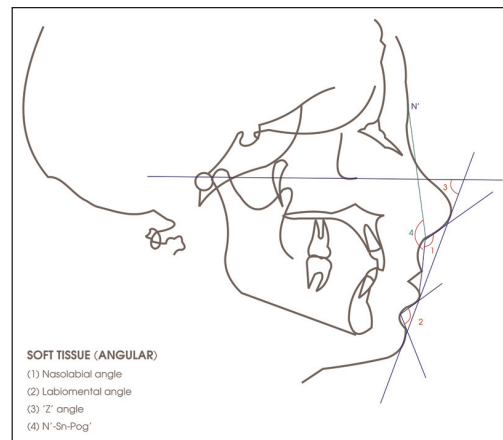 N'
3
4
1
2
SOFT TISSUE (ANGULAR)
(1) Nasolabial angle
(2) Labiomental angle
(3) 'Z' angle
(4) N'-Sn-Pog'